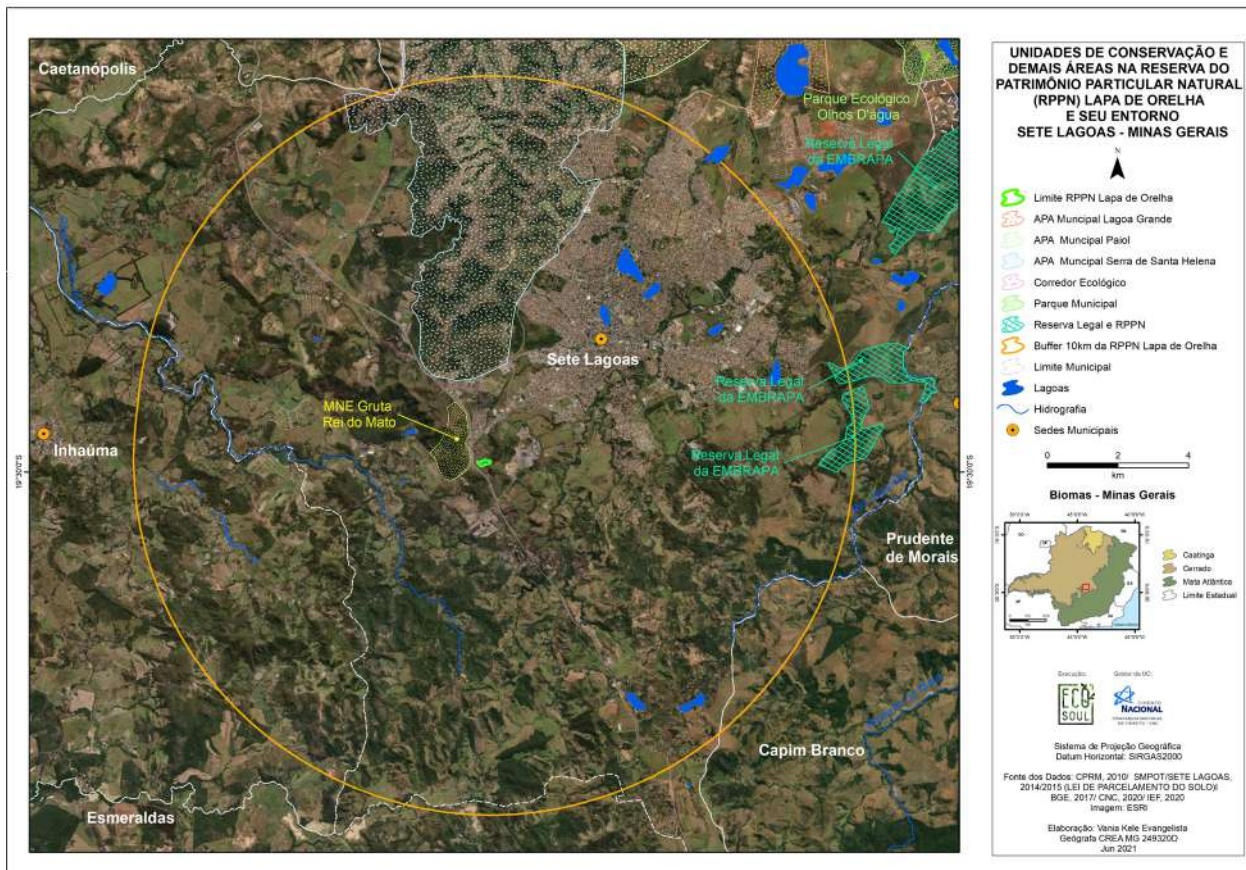 Caetanópolis
Parque Ecológico
Olhos D'água
Reserva Legal
da EMBRAPA
Sete Lagoas
MNE Gruta
Rei do Mato
Reserva Legal
da EMBRAPA
Reserva Legal
da EMBRAPA
Inhaúma
19°30'0"S
19°30'0"S
Prudente
de Morais
Capim Branco
Esmeraldas
UNIDADES DE CONSERVAÇÃO E
DEMAIS ÁREAS NA RESERVA DO
PATRIMÔNIO PARTICULAR NATURAL
(RPPN) LAPA DE ORELHA
E SEU ENTORNO
SETE LAGOAS - MINAS GERAIS
N
Limite RPPN Lapa de Orelha
APA Muncipal Lagoa Grande
APA Muncipal Paiol
APA Muncipal Serra de Santa Helena
Corredor Ecológico
Parque Municipal
Reserva Legal e RPPN
Buffer 10km da RPPN Lapa de Orelha
Limite Municipal
Lagoas
Hidrografia
Sedes Municipais
0 2 4
km
Biomas - Minas Gerais
Caatinga
Cerrado
Mata Atlântica
Limite Estadual
Execução:
Gestor da UC:
ECO
SOUL
CIMENTO
NACIONAL
Sistema de Projeção Geográfica
Datum Horizontal: SIRGAS2000
Fonte dos Dados: CPRM, 2010/ SMPOT/SETE LAGOAS,
2014/2015 (LEI DE PARCELAMENTO DO SOLO)/
BGE, 2017/ CNC, 2020/ IEF, 2020
Imagem: ESRI
Elaboração: Vania Kele Evangelista
Geógrafa CREA MG 249320D
Jun 2021